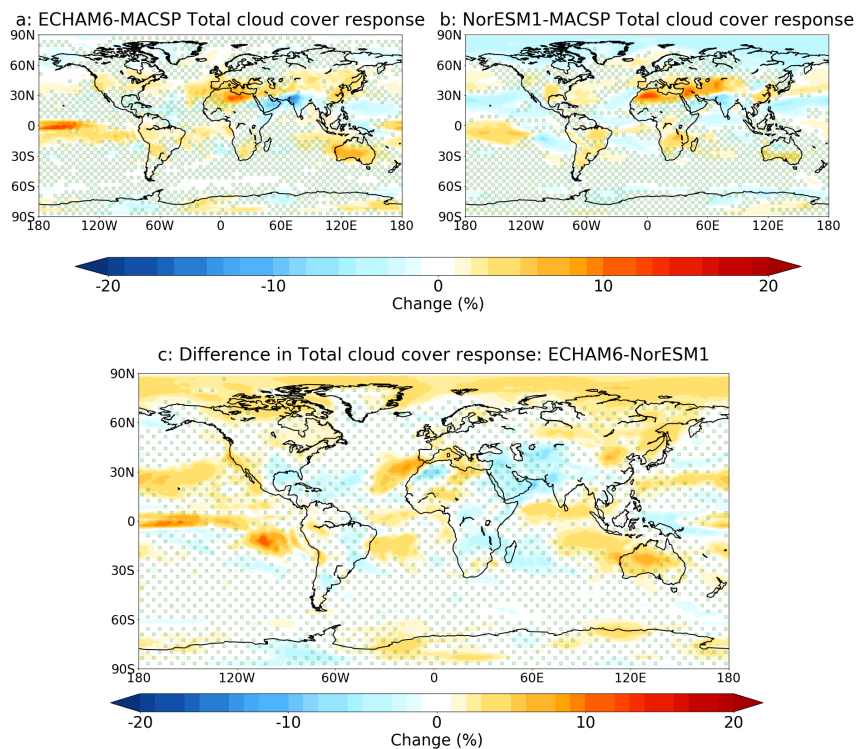 a: ECHAM6-MACSP Total cloud cover response b: NorESM1-MACSP Total cloud cover response
90N 90N
60N 60N
30N 30N
0 0
30S 30S
60S 60S
90S 90S
180 120W 60W 0 60E 120E 180 180 120W 60W 0 60E 120E 180
-20 -10 0 10 20
Change (%)
c: Difference in Total cloud cover response: ECHAM6-NorESM1
90N
60N
30N
0
30S
60S
90S
180 120W 60W 0 60E 120E 180
-20 -10 0 10 20
Change (%)